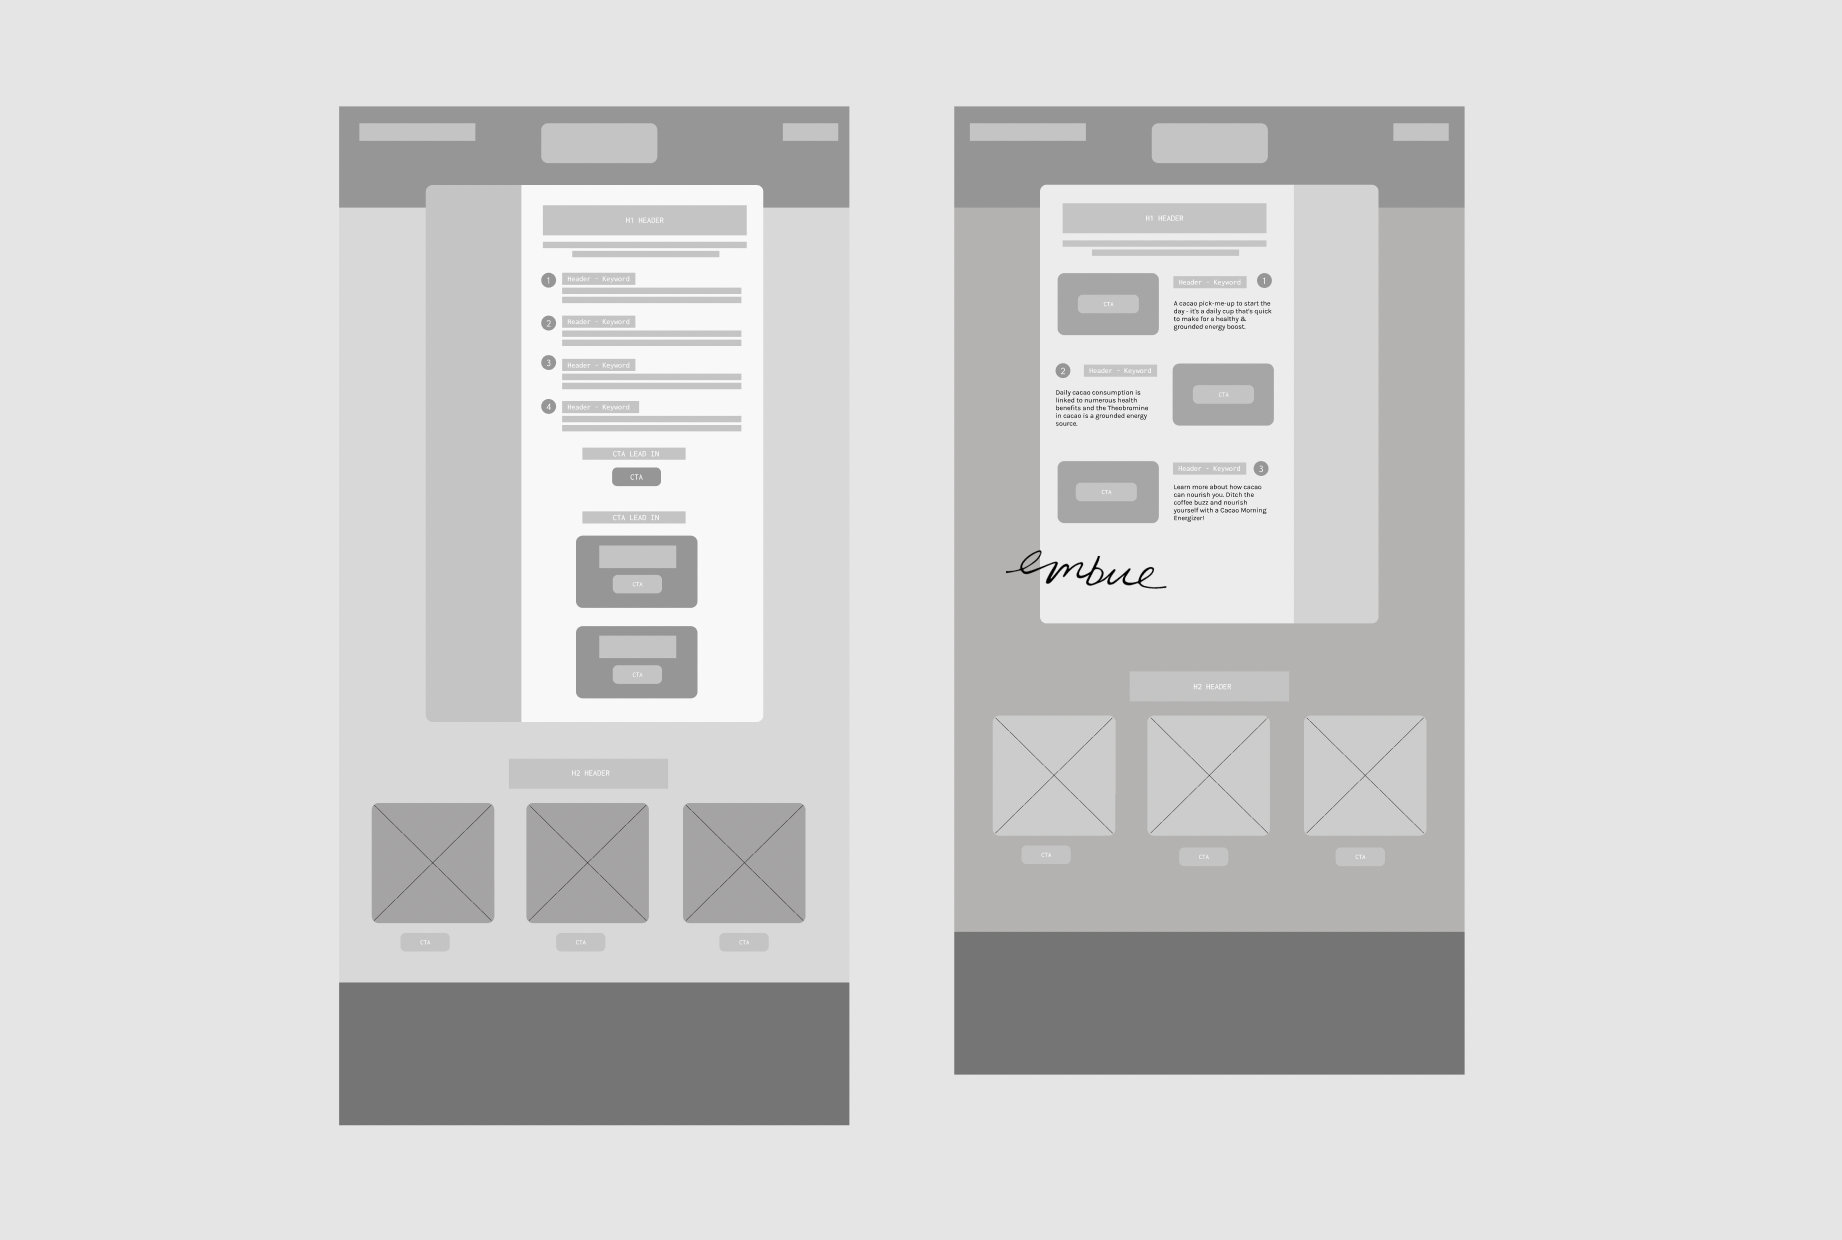 H1 HEADER
1
Header - Keyword
2
Header - Keyword
3
Header - Keyword
4
Header - Keyword
CTA LEAD IN
CTA
CTA LEAD IN
CTA
CTA
H2 HEADER
CTA
CTA
CTA
H1 HEADER
CTA
Header - Keyword
1
A cacao pick-me-up to start the
day - it's a daily cup that's quick
to make for a healthy &
grounded energy boost.
2
Header - Keyword
Daily cacao consumption is
linked to numerous health
benefits and the Theobromine
in cacao is a grounded energy
source.
CTA
CTA
Header - Keyword
3
Learn more about how cacao
can nourish you. Ditch the
coffee buzz and nourish
yourself with a Cacao Morning
Energizer!
embue
H2 HEADER
CTA
CTA
CTA